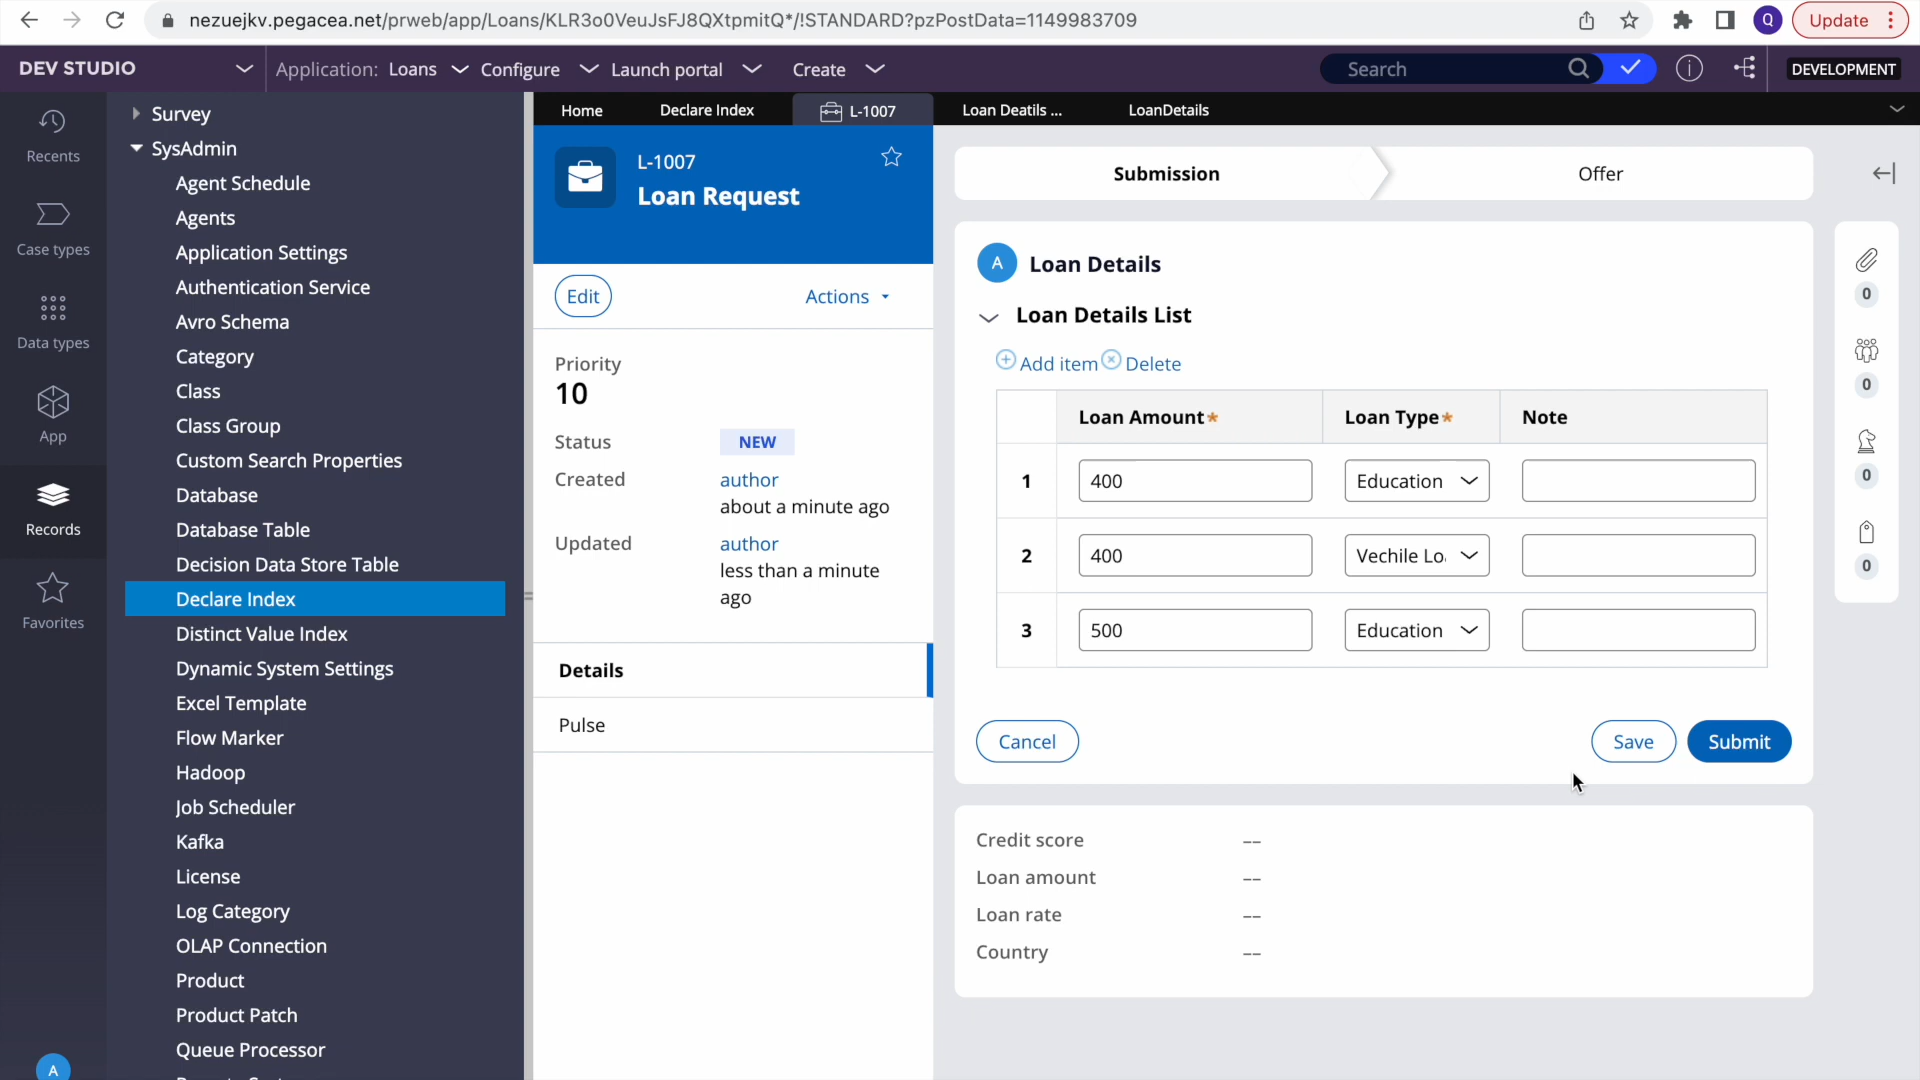 nezuejkv.pegacea.net/prweb/app/Loans/KLR3o0VeuJsFJ8QXtpmitQ*/!STANDARD?pzPostData=1149983709
Q
Update
DEV STUDIO
Application: Loans
Configure
Launch portal
Create
Search
DEVELOPMENT
Recents
Case types
Data types
App
Records
Favorites
A
Survey
SysAdmin
Agent Schedule
Agents
Application Settings
Authentication Service
Avro Schema
Category
Class
Class Group
Custom Search Properties
Database
Database Table
Decision Data Store Table
Declare Index
Distinct Value Index
Dynamic System Settings
Excel Template
Flow Marker
Hadoop
Job Scheduler
Kafka
License
Log Category
OLAP Connection
Product
Product Patch
Queue Processor
Home
Declare Index
L-1007
Loan Deatils ...
LoanDetails
L-1007
Loan Request
Edit
Actions
Priority
10
Status NEW
Created author
about a minute ago
Updated author
less than a minute
ago
Details
Pulse
Submission
Offer
A Loan Details
Loan Details List
Add item Delete
Loan Amount* Loan Type* Note
1 400 Education
2 400 Vechile Lo
3 500 Education
Cancel
Save
Submit
Credit score --
Loan amount --
Loan rate --
Country --
0
0
0
0